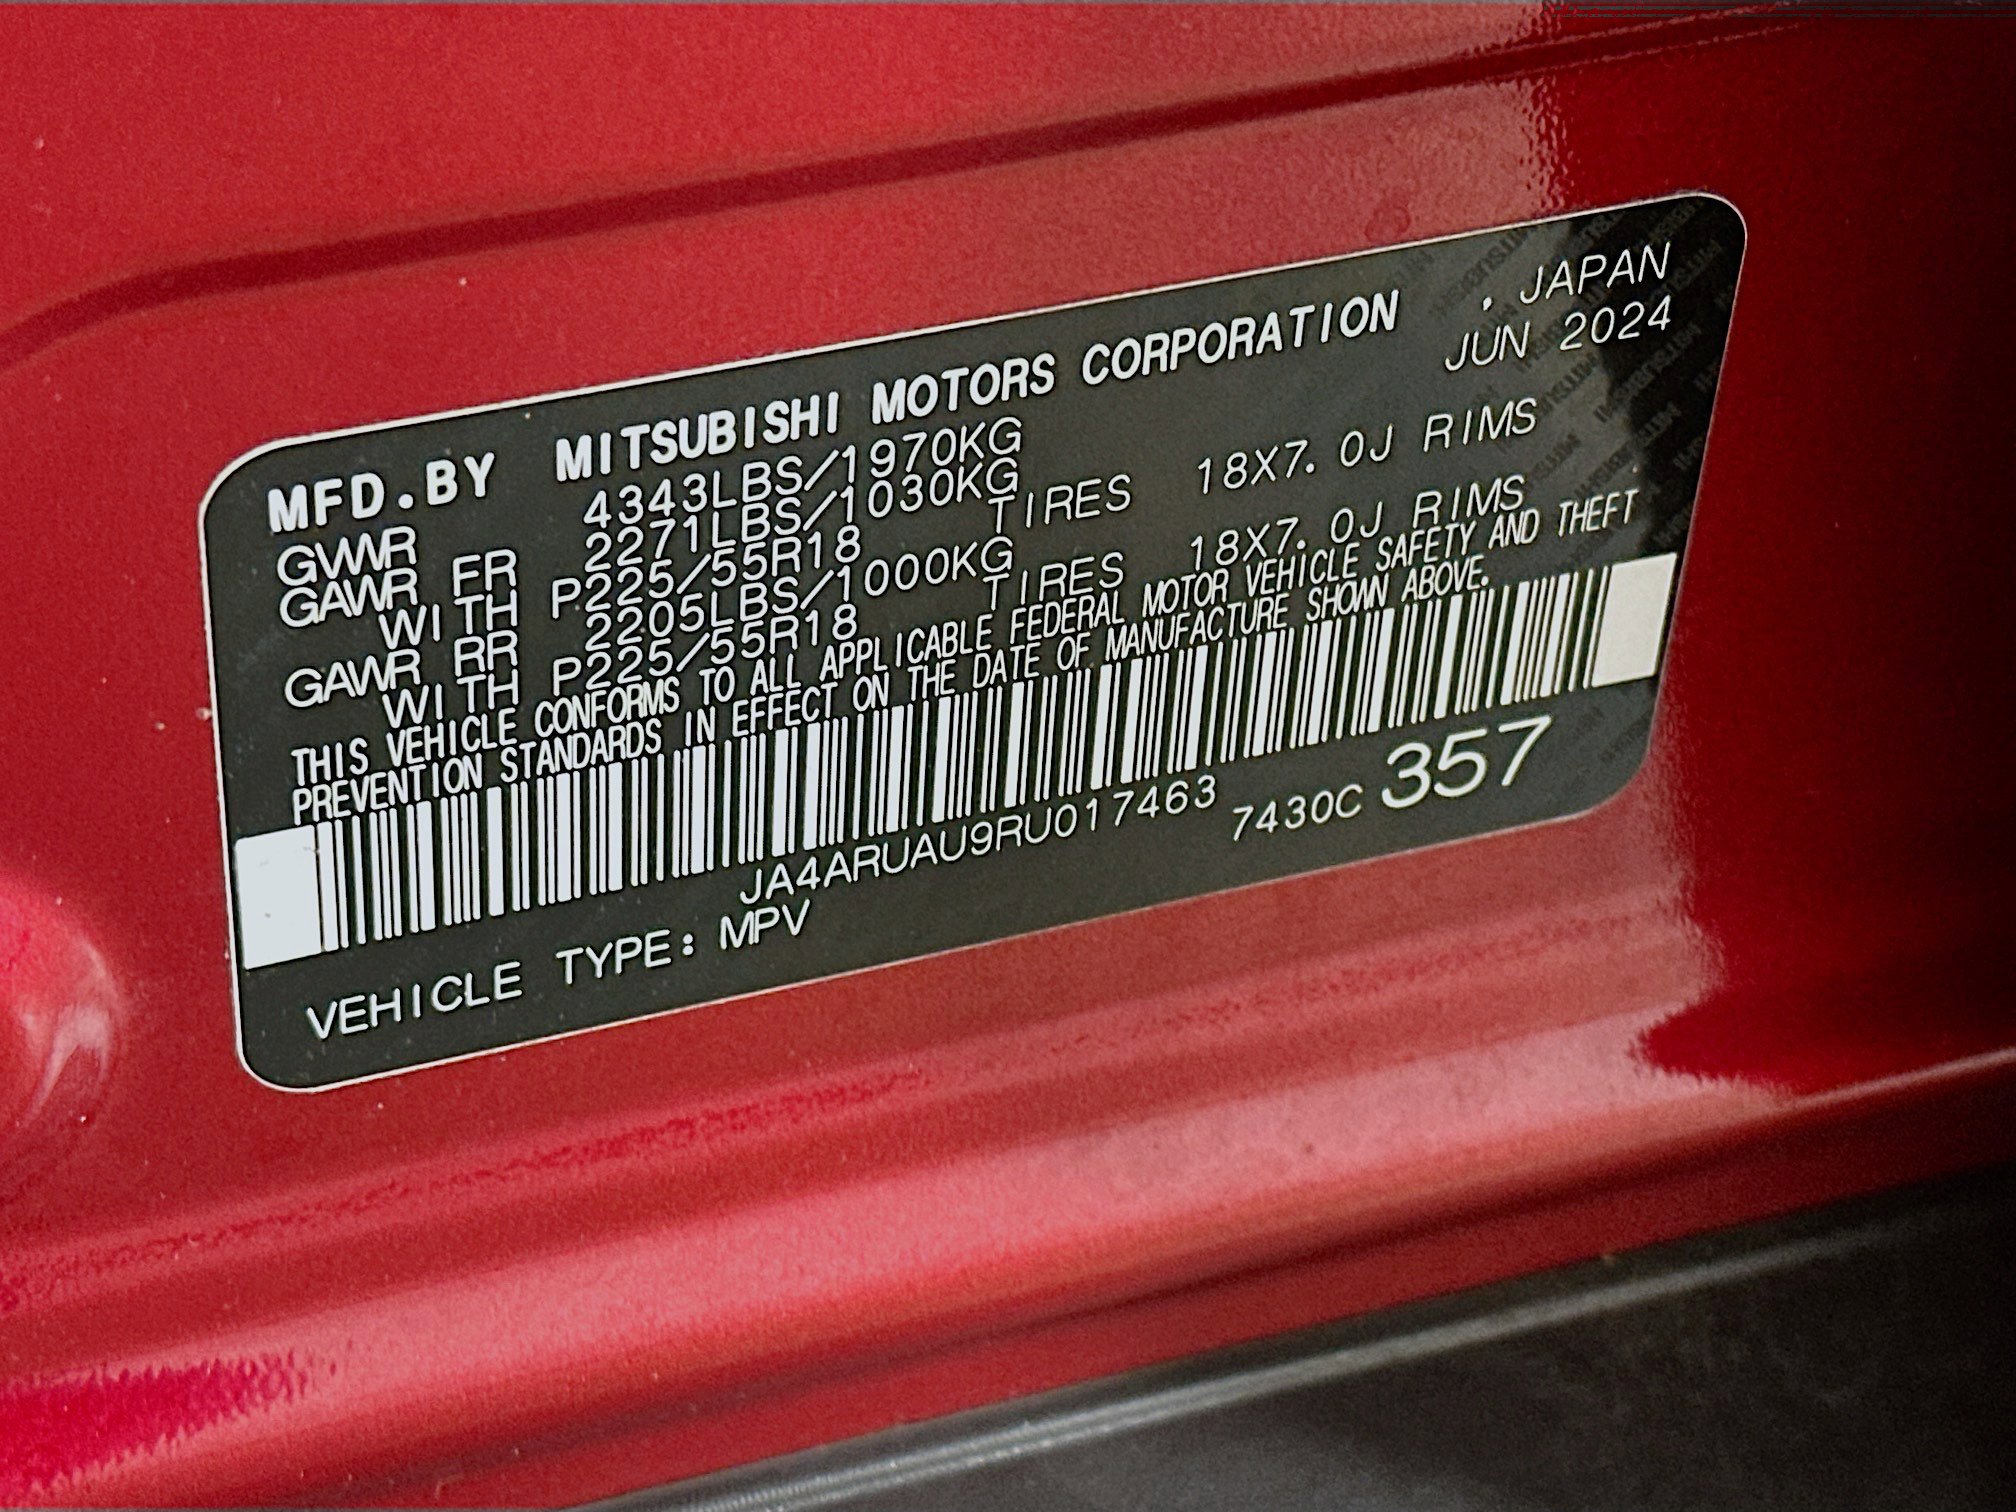 MFD.BY MITSUBISHI MOTORS CORPORATION . JAPAN
JUN 2024
GVWR 4343LBS/1970KG
GAWR FR 2271LBS/1030KG
WITH P225/55R18 TIRES 18X7.0J RIMS
GAWR RR 2205LBS/1000KG
WITH P225/55R18 TIRES 18X7.0J RIMS
THIS VEHICLE CONFORMS TO ALL APPLICABLE FEDERAL MOTOR VEHICLE SAFETY AND THEFT
PREVENTION STANDARDS IN EFFECT ON THE DATE OF MANUFACTURE SHOWN ABOVE.
JA4ARUAU9RU017463 7430C 357
VEHICLE TYPE: MPV